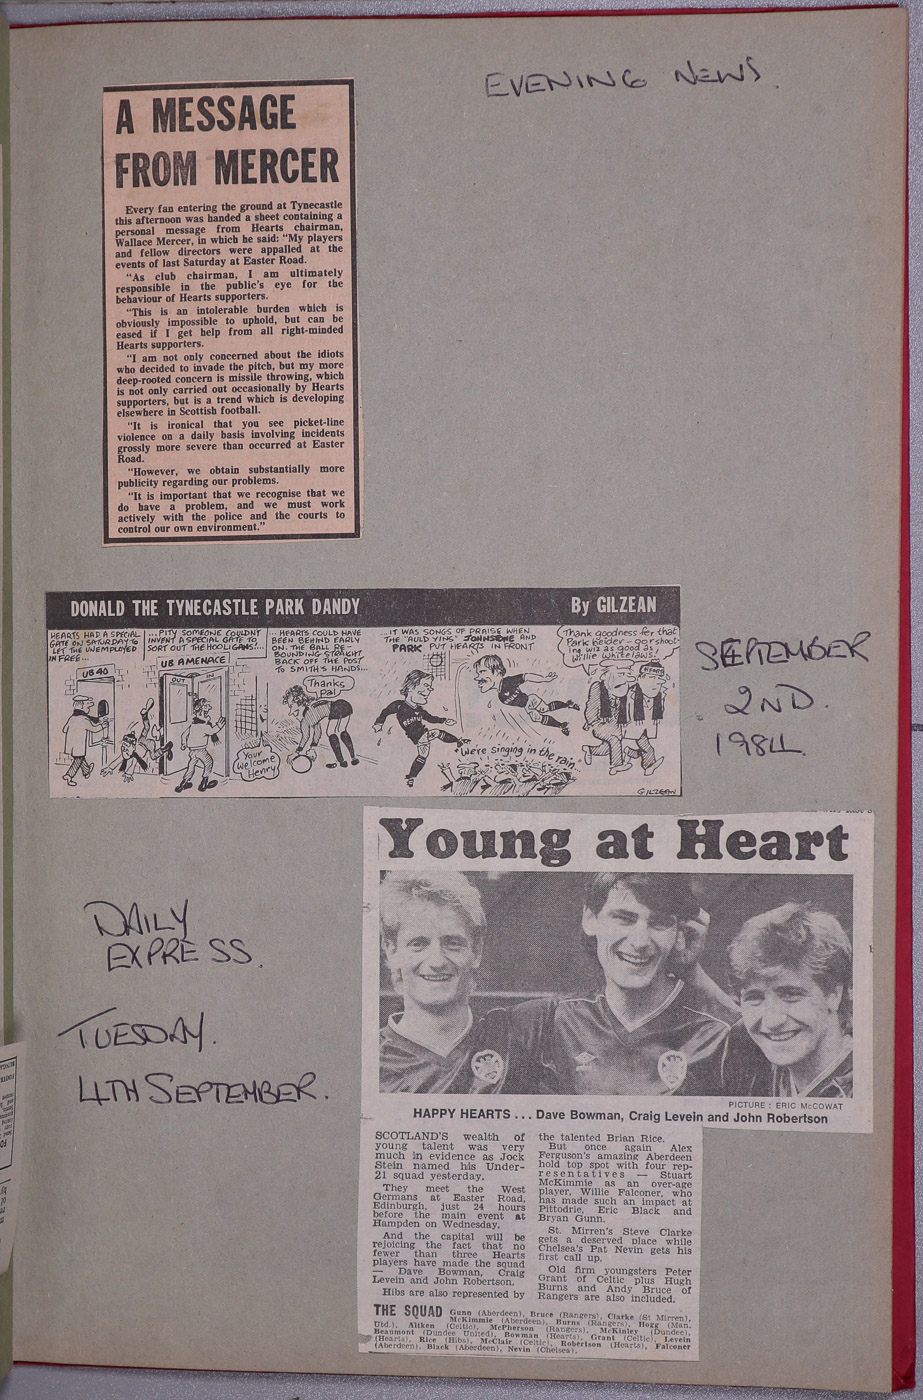 EVENING NEWS.
A MESSAGE
FROM MERCER
Every fan entering the ground at Tynecastle
this afternoon was handed a sheet containing a
personal message from Hearts chairman,
Wallace Mercer, in which he said: "My players
and fellow directors were appalled at the
events of last Saturday at Easter Road.
"As club chairman, I am ultimately
responsible in the public's eye for the
behaviour of Hearts supporters.
"This is an intolerable burden which is
obviously impossible to uphold, but can be
eased if I get help from all right-minded
Hearts supporters.
"I am not only concerned about the idiots
who decided to invade the pitch, but my more
deep-rooted concern is missile throwing, which
is not only carried out occasionally by Hearts
supporters, but is a trend which is developing
elsewhere in Scottish football.
"It is ironical that you see picket-line
violence on a daily basis involving incidents
grossly more severe than occurred at Easter
Road.
"However, we obtain substantially more
publicity regarding our problems.
"It is important that we recognise that we
do have a problem, and we must work
actively with the police and the courts to
control our own environment."
DONALD THE TYNECASTLE PARK DANDY
By GILZEAN
HEARTS HAD A SPECIAL
GATE ON SATURDAY TO
LET THE UNEMPLOYED
IN FREE...
UB 40
...PITY SOMEONE COULDN'T
INVENT A SPECIAL GATE TO
SORT OUT THE HOOLIGANS!...
UB A MENACE
OUT
IN
...HEARTS COULD HAVE
BEEN BEHIND EARLY
ON. THE BALL RE-
BOUNDING STRAIGHT
BACK OFF THE POST
TO SMITH'S HANDS...
Thanks,
pal
Your
welcome
Henry
...IT WAS SONGS OF PRAISE WHEN
THE "AULD YINS" JOHNSTONE AND
PARK PUT HEARTS IN FRONT
We're singing in the rain
Thank goodness fer that
Park heider - oor shoot-
ing wiz as good as
Willie Whitelaws!
GILZEAN
SEPTEMBER
2ND.
1984.
DAILY
EXPRESS.
TUESDAY.
4TH SEPTEMBER.
Young at Heart
PICTURE : ERIC McCOWAT
HAPPY HEARTS . . . Dave Bowman, Craig Levein and John Robertson
SCOTLAND'S wealth of
young talent was very
much in evidence as Jock
Stein named his Under-
21 squad yesterday.
They meet the West
Germans at Easter Road,
Edinburgh, just 24 hours
before the main event at
Hampden on Wednesday.
And the capital will be
rejoicing the fact that no
fewer than three Hearts
players have made the squad
— Dave Bowman, Craig
Levein and John Robertson.
Hibs are also represented by
the talented Brian Rice.
But once again Alex
Ferguson's amazing Aberdeen
hold top spot with four rep-
resentatives — Stuart
McKimmie as an over-age
player, Willie Falconer, who
has made such an impact at
Pittodrie, Eric Black and
Bryan Gunn.
St. Mirren's Steve Clarke
gets a deserved place while
Chelsea's Pat Nevin gets his
first call up.
Old firm youngsters Peter
Grant of Celtic plus Hugh
Burns and Andy Bruce of
Rangers are also included.
THE SQUAD Gunn (Aberdeen), Bruce (Rangers), Clarke (St Mirren),
McKimmie (Aberdeen), Burns (Rangers), Hogg (Man.
Utd.), Aitken (Celtic), McPherson (Rangers), McKinley (Dundee),
Beaumont (Dundee United), Bowman (Hearts), Grant (Celtic), Levein
(Hearts), Rice (Hibs), McClair (Celtic), Robertson (Hearts), Falconer
(Aberdeen), Black (Aberdeen), Nevin (Chelsea).